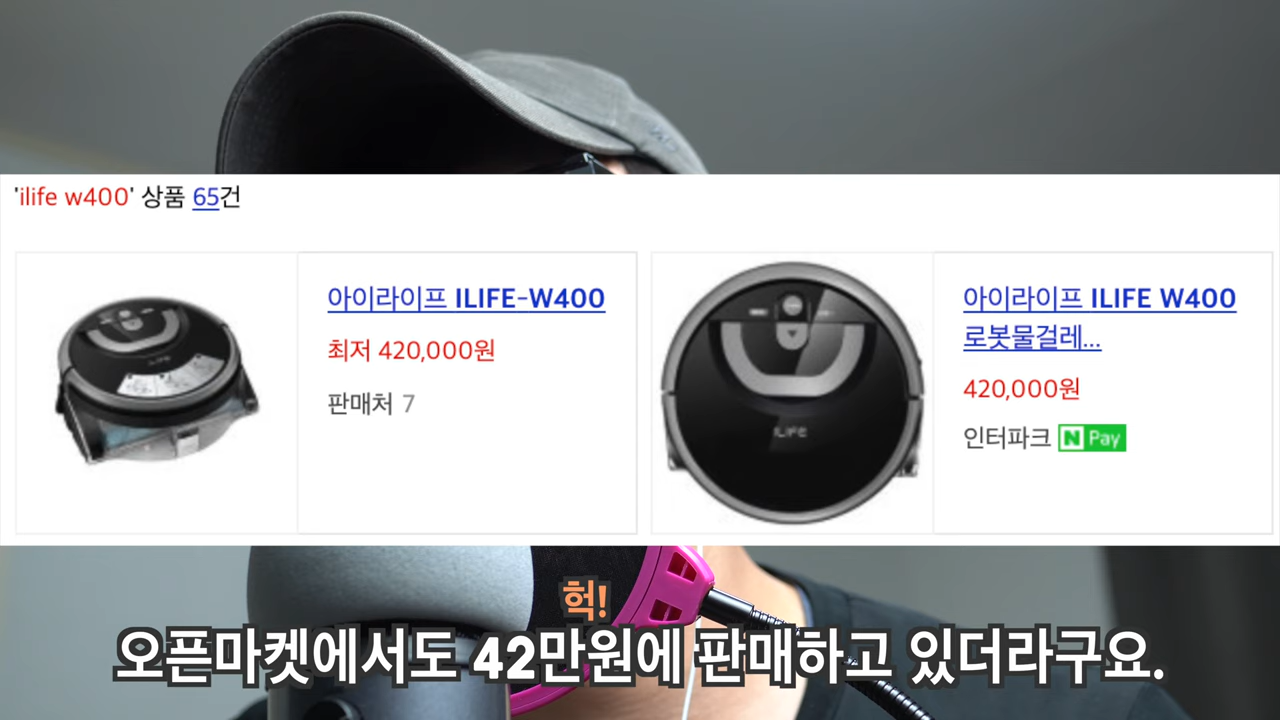 'ilife w400' 상품 65건
아이라이프 ILIFE-W400
최저 420,000원
판매처 7
아이라이프 ILIFE W400
로봇물걸레...
420,000원
인터파크 N Pay
ILIFE
헉!
오픈마켓에서도 42만원에 판매하고 있더라구요.